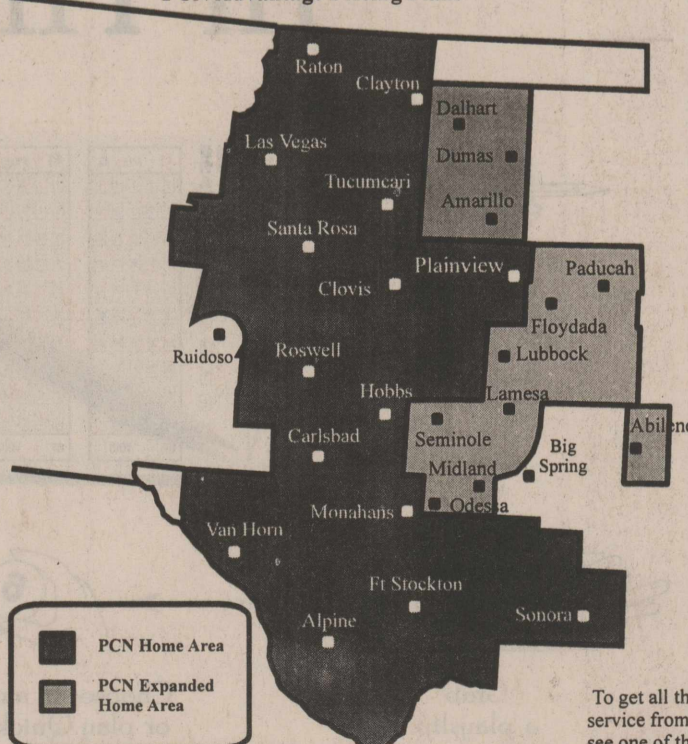 Raton
Clayton
Dalhart
Las Vegas
Dumas
Tucumcari
Amarillo
Santa Rosa
Plainview
Paducah
Clovis
Floydada
Ruidoso
Roswell
Lubbock
Hobbs
Lamesa
Seminole
Abilene
Carlsbad
Big
Spring
Midland
Monahans
Odessa
Van Horn
Ft Stockton
Alpine
Sonora
PCN Home Area
PCN Expanded
Home Area
To get all th
service from
see one of th